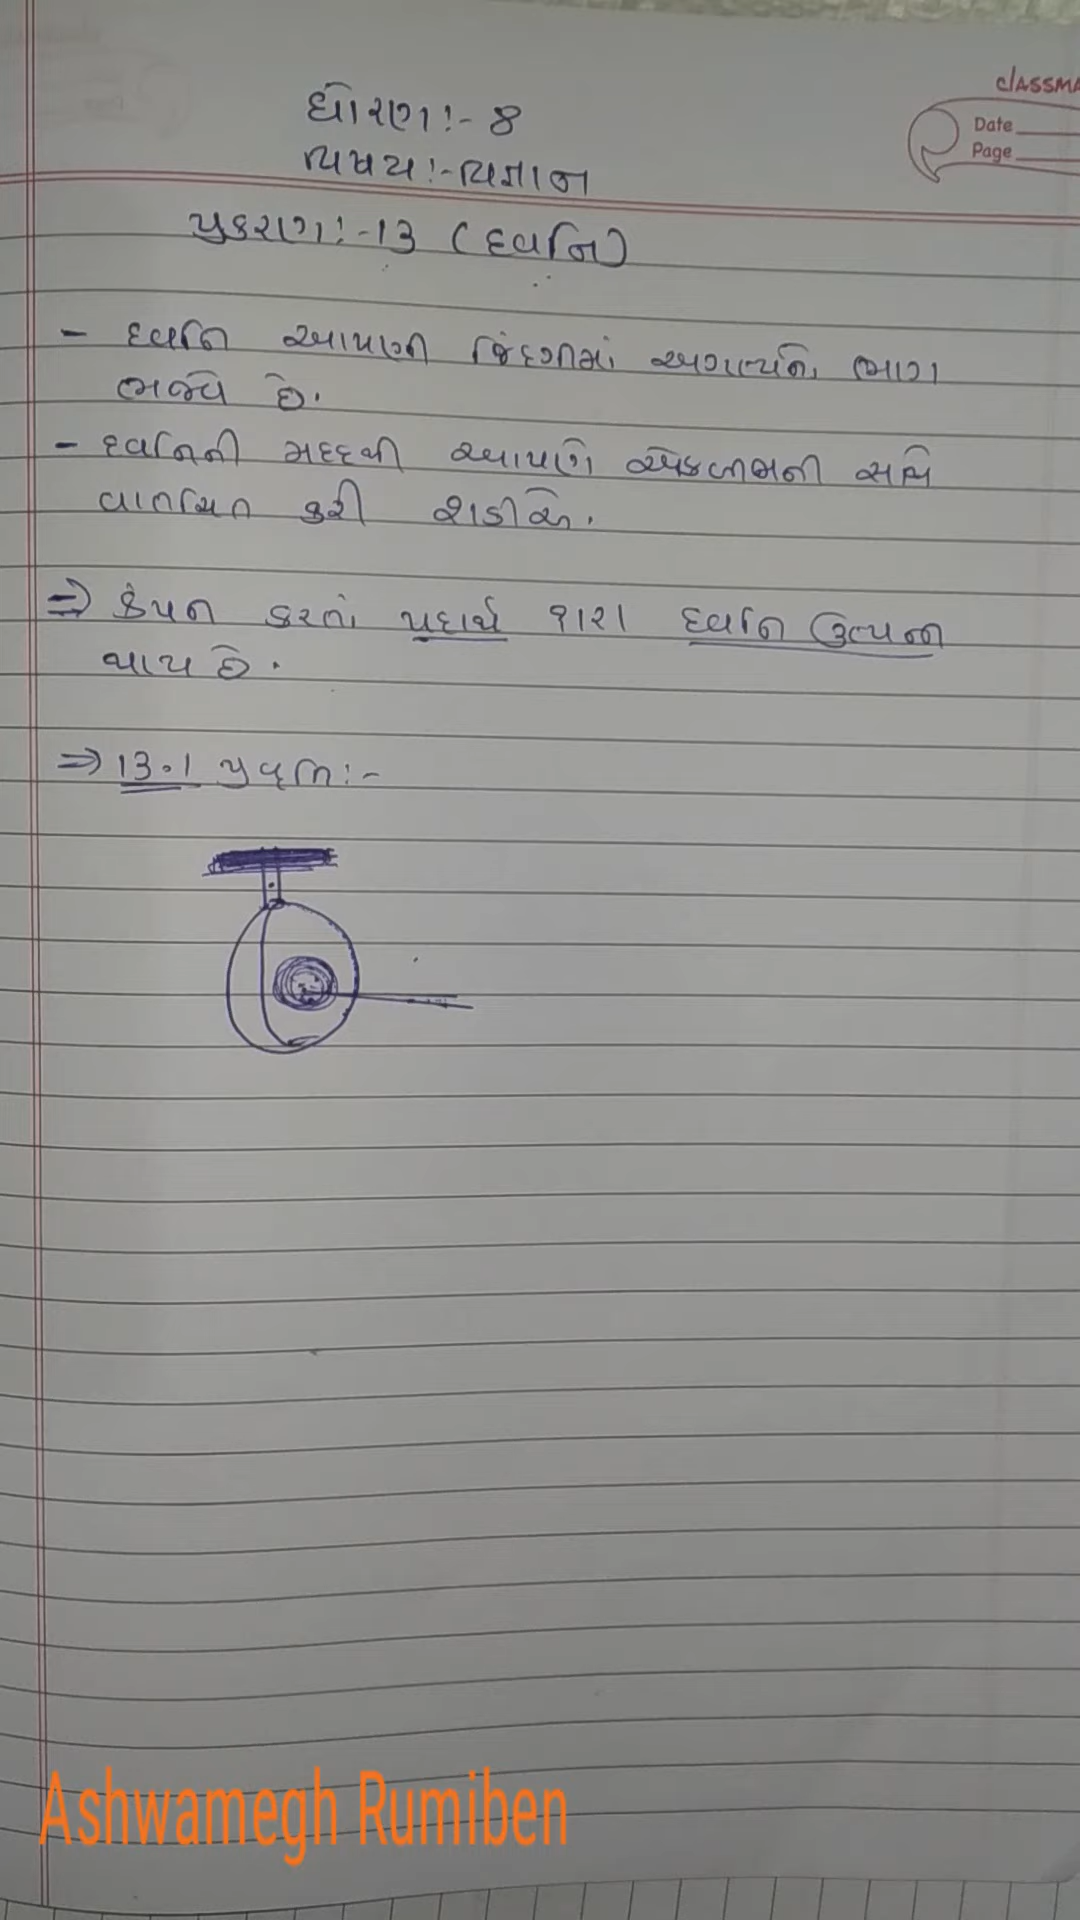 ધોરણ :- 8
વિષય :- વિજ્ઞાન
classma
Date
Page
પ્રકરણ :- 13 (ધ્વનિ)
- ધ્વનિ આપણી જિંદગીમાં અગત્યનો ભાગ
ભજવે છે.
- ધ્વનિની મદદથી આપણે એકબીજાની સાથે
વાતચિત કરી શકીએ.
⇒ કંપન કરતાં પદાર્થ દ્વારા ધ્વનિ ઉત્પન્ન
થાય છે.
⇒ 13.1 પ્રવૃત્તિ :-
Ashwamegh Rumiben